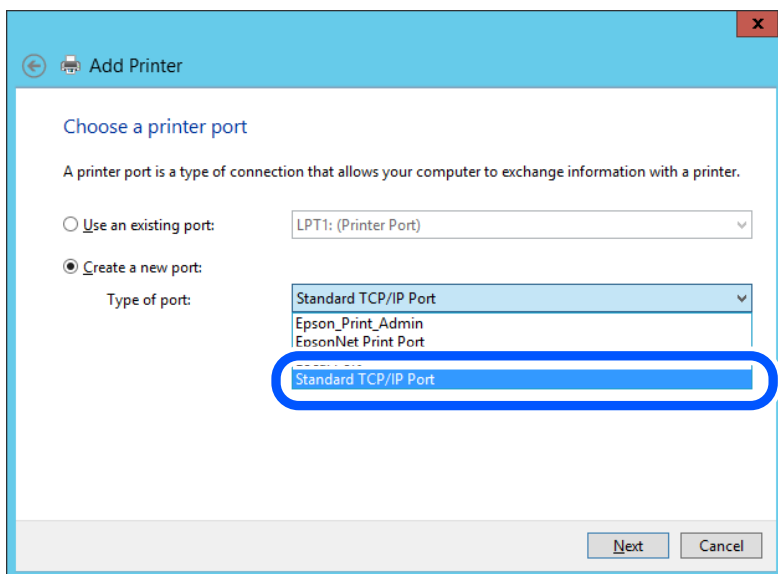 x
Add Printer
Choose a printer port
A printer port is a type of connection that allows your computer to exchange information with a printer.
Use an existing port:
LPT1: (Printer Port)
Create a new port:
Type of port:
Standard TCP/IP Port
Epson_Print_Admin
EpsonNet Print Port
Standard TCP/IP Port
Next
Cancel